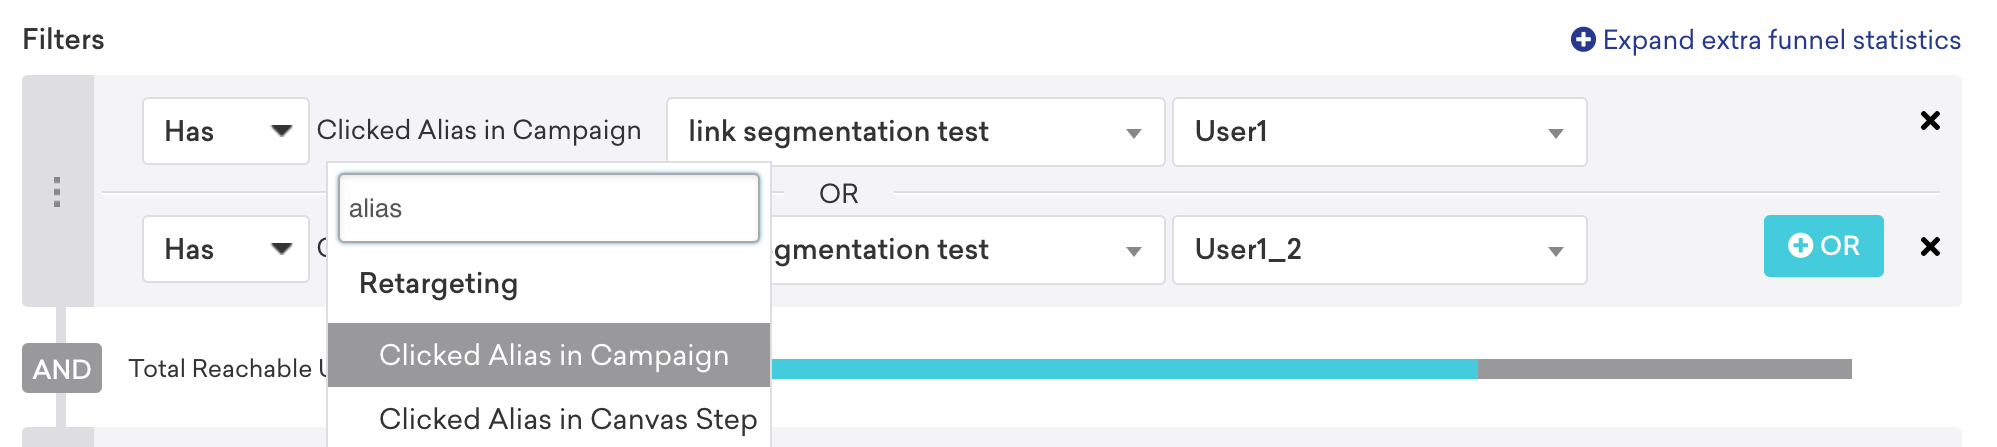 Filters
Expand extra funnel statistics
Has Clicked Alias in Campaign link segmentation test User1
OR
Has gmentation test User1_2 OR
alias
Retargeting
Clicked Alias in Campaign
Clicked Alias in Canvas Step
AND Total Reachable